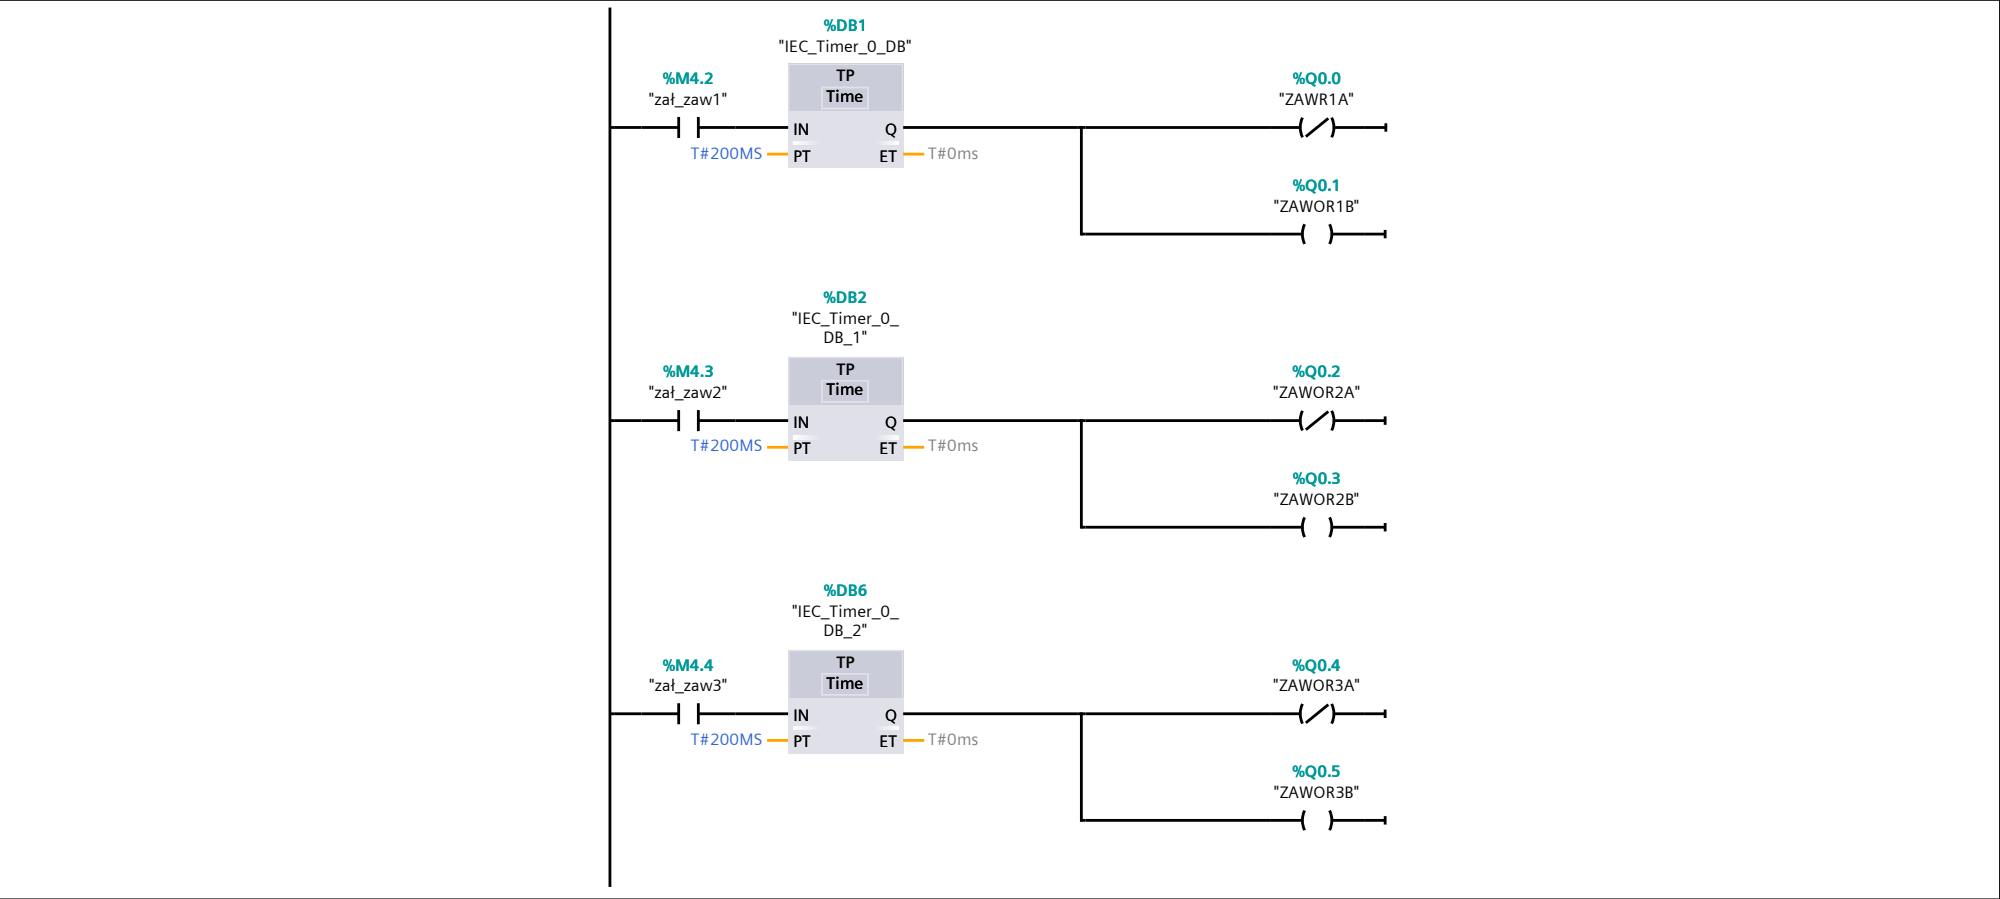 %DB1
"IEC_Timer_0_DB"
%M4.2
"zał_zaw1"
TP
Time
%Q0.0
"ZAWR1A"
IN
Q
T#200MS
PT
ET
T#0ms
%Q0.1
"ZAWOR1B"
%DB2
"IEC_Timer_0_
DB_1"
%M4.3
"zał_zaw2"
TP
Time
%Q0.2
"ZAWOR2A"
IN
Q
T#200MS
PT
ET
T#0ms
%Q0.3
"ZAWOR2B"
%DB6
"IEC_Timer_0_
DB_2"
%M4.4
"zał_zaw3"
TP
Time
%Q0.4
"ZAWOR3A"
IN
Q
T#200MS
PT
ET
T#0ms
%Q0.5
"ZAWOR3B"